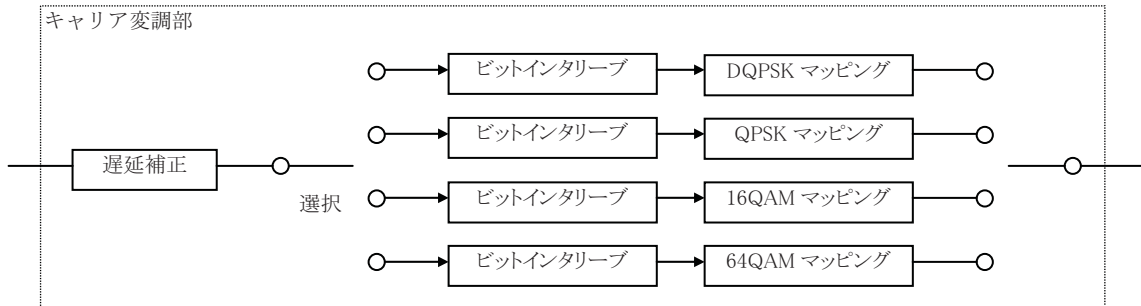 キャリア変調部
ビットインタリーブ
DQPSK マッピング
ビットインタリーブ
QPSK マッピング
遅延補正
選択
ビットインタリーブ
16QAM マッピング
ビットインタリーブ
64QAM マッピング